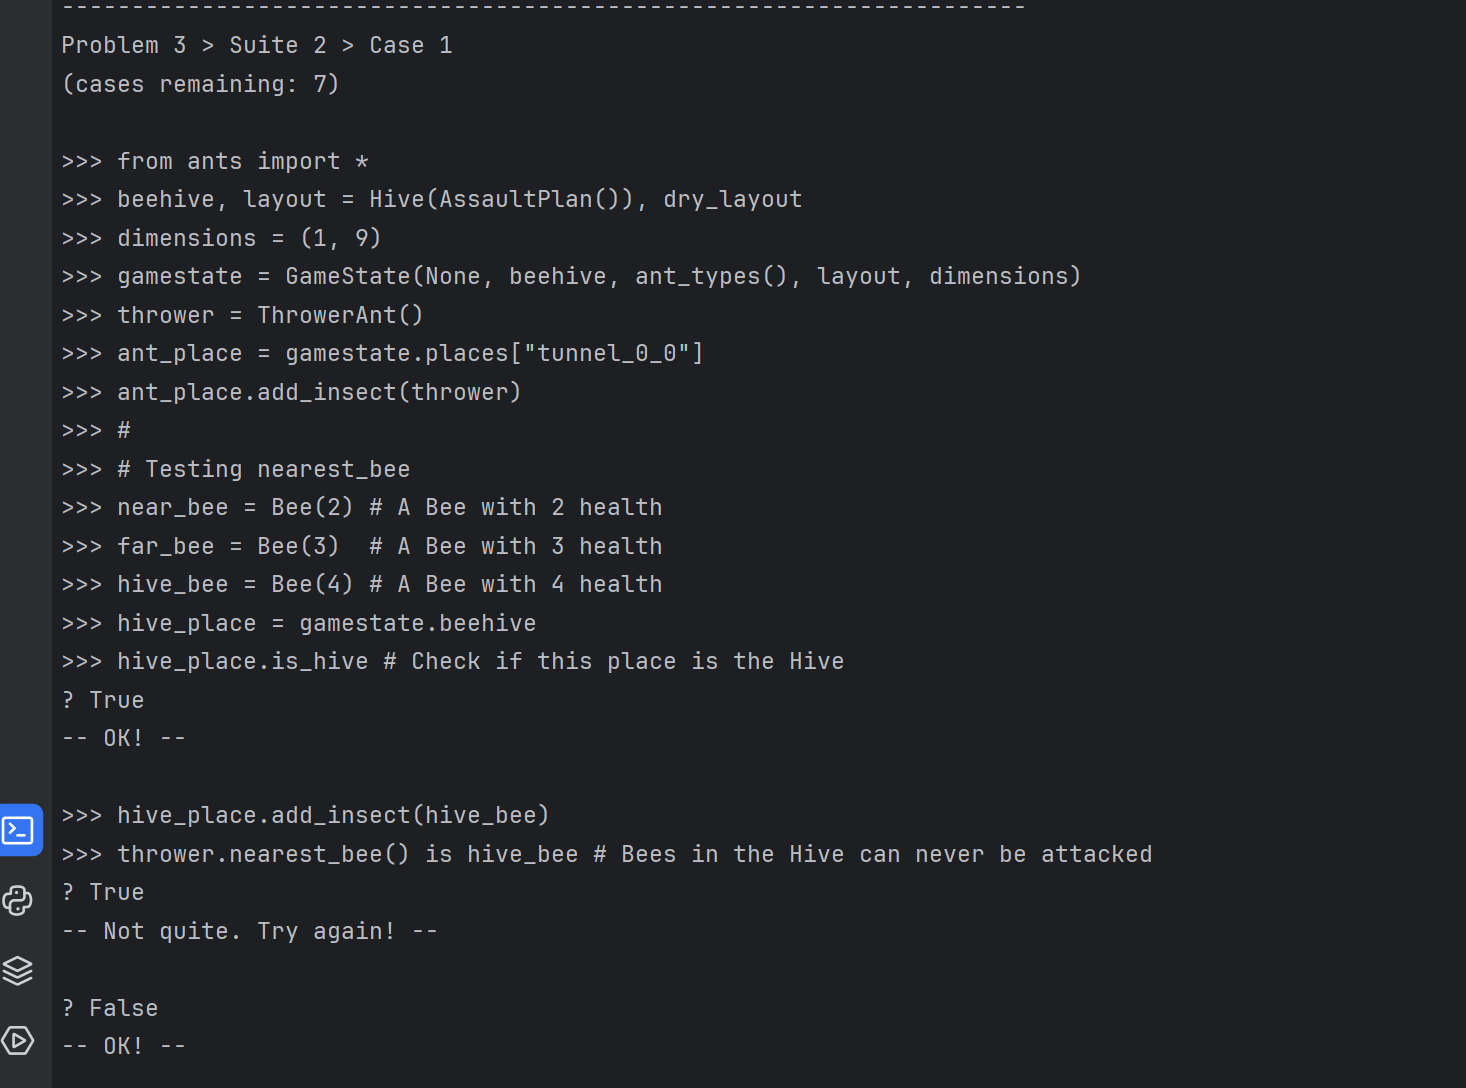 ---------------------------------------------------------------------
Problem 3 > Suite 2 > Case 1
(cases remaining: 7)
>>> from ants import *
>>> beehive, layout = Hive(AssaultPlan()), dry_layout
>>> dimensions = (1, 9)
>>> gamestate = GameState(None, beehive, ant_types(), layout, dimensions)
>>> thrower = ThrowerAnt()
>>> ant_place = gamestate.places["tunnel_0_0"]
>>> ant_place.add_insect(thrower)
>>> #
>>> # Testing nearest_bee
>>> near_bee = Bee(2) # A Bee with 2 health
>>> far_bee = Bee(3)  # A Bee with 3 health
>>> hive_bee = Bee(4) # A Bee with 4 health
>>> hive_place = gamestate.beehive
>>> hive_place.is_hive # Check if this place is the Hive
? True
-- OK! --
>>> hive_place.add_insect(hive_bee)
>>> thrower.nearest_bee() is hive_bee # Bees in the Hive can never be attacked
? True
-- Not quite. Try again! --
? False
-- OK! --